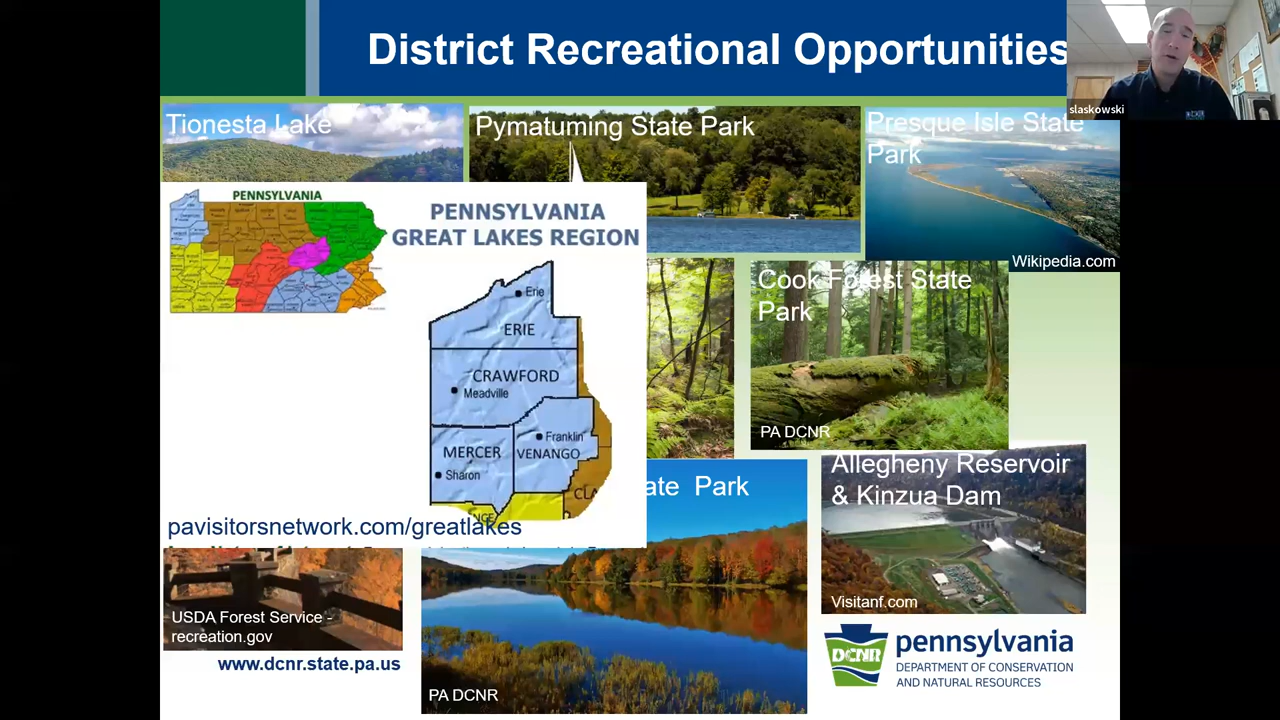 District Recreational Opportunities
slaskowski
Tionesta Lake
Pymatuming State Park
Presque Isle State
Park
Wikipedia.com
PENNSYLVANIA
PENNSYLVANIA
GREAT LAKES REGION
Erie
ERIE
CRAWFORD
Meadville
Franklin
MERCER
VENANGO
Sharon
CLA
pavisitorsnetwork.com/greatlakes
Cook Forest State
Park
PA DCNR
ate Park
Allegheny Reservoir
& Kinzua Dam
Visitanf.com
USDA Forest Service -
recreation.gov
www.dcnr.state.pa.us
PA DCNR
DCNR
pennsylvania
DEPARTMENT OF CONSERVATION
AND NATURAL RESOURCES